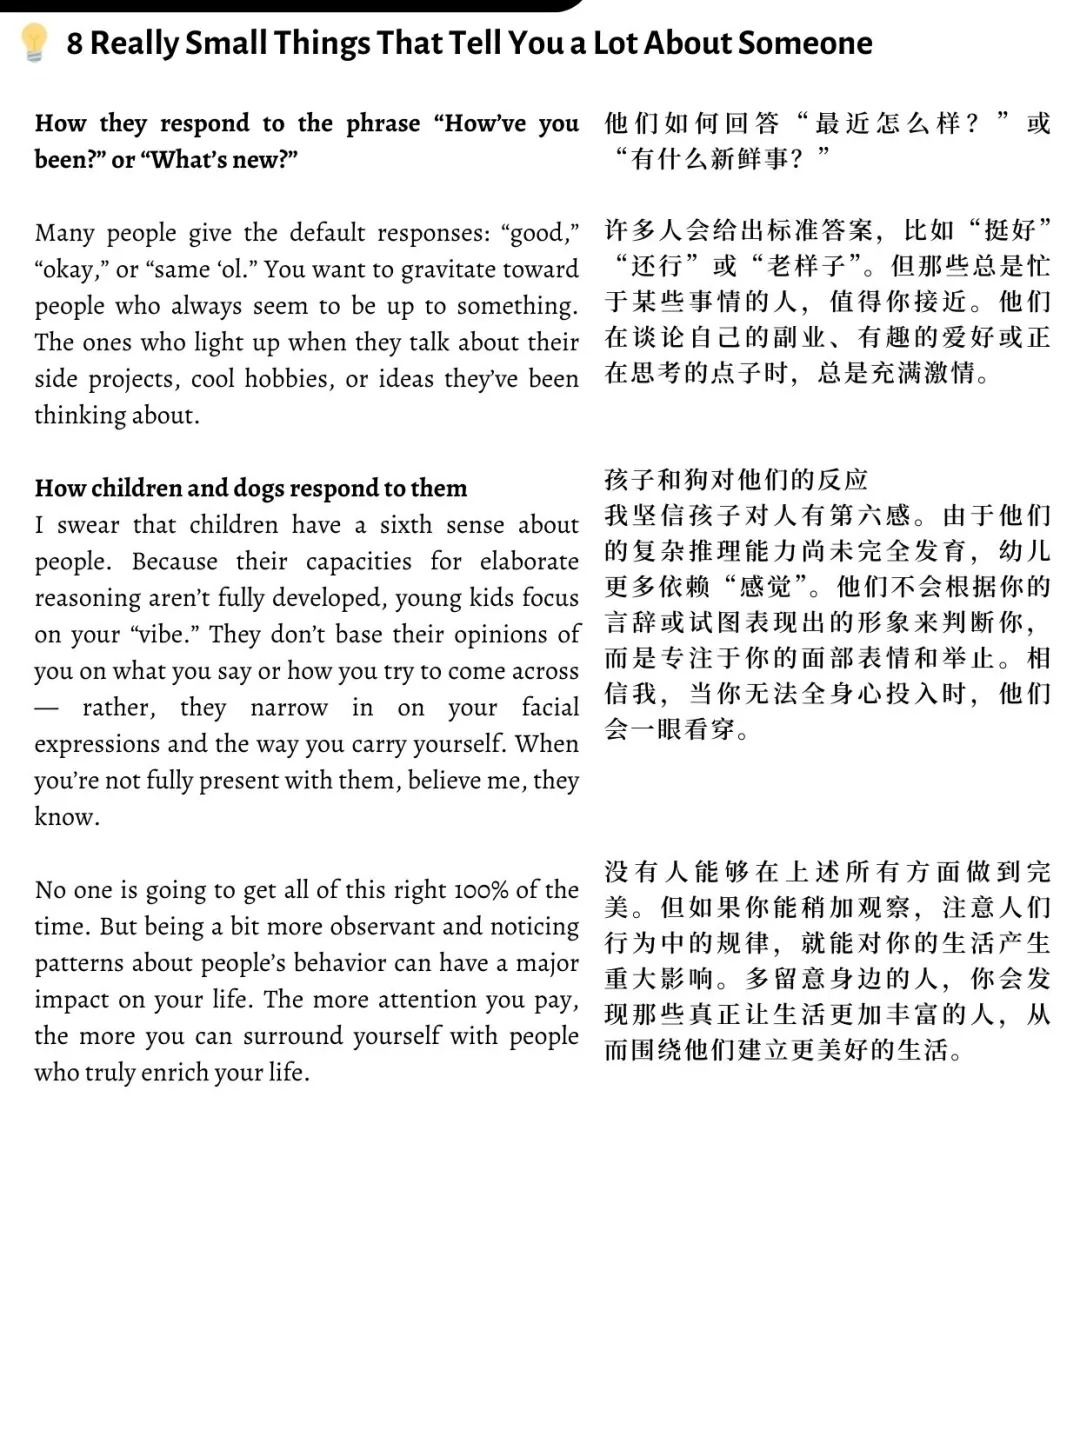 8 Really Small Things That Tell You a Lot About Someone
How they respond to the phrase “How’ve you
been?” or “What’s new?”
Many people give the default responses: “good,”
“okay,” or “same ‘ol.” You want to gravitate toward
people who always seem to be up to something.
The ones who light up when they talk about their
side projects, cool hobbies, or ideas they’ve been
thinking about.
How children and dogs respond to them
I swear that children have a sixth sense about
people. Because their capacities for elaborate
reasoning aren’t fully developed, young kids focus
on your “vibe.” They don’t base their opinions of
you on what you say or how you try to come across
— rather, they narrow in on your facial
expressions and the way you carry yourself. When
you’re not fully present with them, believe me, they
know.
No one is going to get all of this right 100% of the
time. But being a bit more observant and noticing
patterns about people’s behavior can have a major
impact on your life. The more attention you pay,
the more you can surround yourself with people
who truly enrich your life.
他们如何回答“最近怎么样？”或
“有什么新鲜事？”
许多人会给出标准答案，比如“挺好”
“还行”或“老样子”。但那些总是忙
于某些事情的人，值得你接近。他们
在谈论自己的副业、有趣的爱好或正
在思考的点子时，总是充满激情。
孩子和狗对他们的反应
我坚信孩子对人有第六感。由于他们
的复杂推理能力尚未完全发育，幼儿
更多依赖“感觉”。他们不会根据你的
言辞或试图表现出的形象来判断你，
而是专注于你的面部表情和举止。相
信我，当你无法全身心投入时，他们
会一眼看穿。
没有人能够在上述所有方面做到完
美。但如果你能稍加观察，注意人们
行为中的规律，就能对你的生活产生
重大影响。多留意身边的人，你会发
现那些真正让生活更加丰富的人，从
而围绕他们建立更美好的生活。